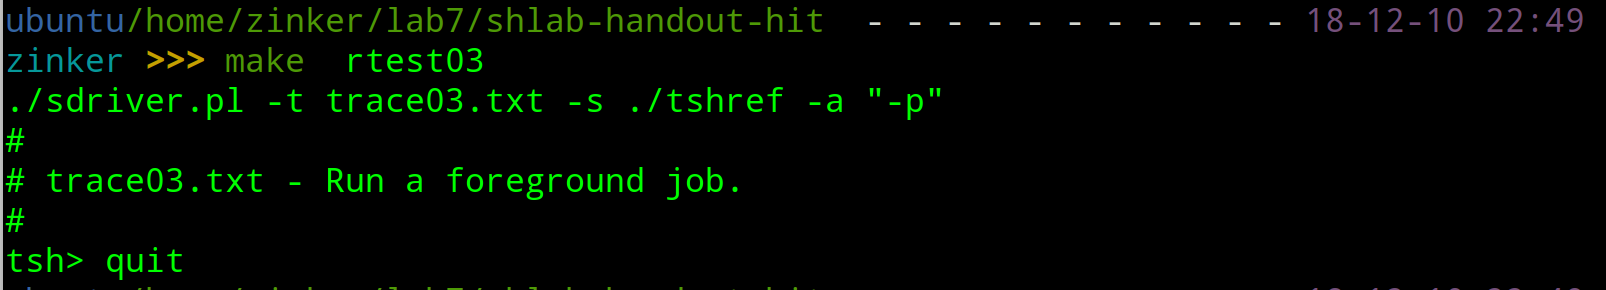 ubuntu/home/zinker/lab7/shlab-handout-hit - - - - - - - - - - - 18-12-10 22:49
zinker >>> make  rtest03
./sdriver.pl -t trace03.txt -s ./tshref -a "-p"
#
# trace03.txt - Run a foreground job.
#
tsh> quit